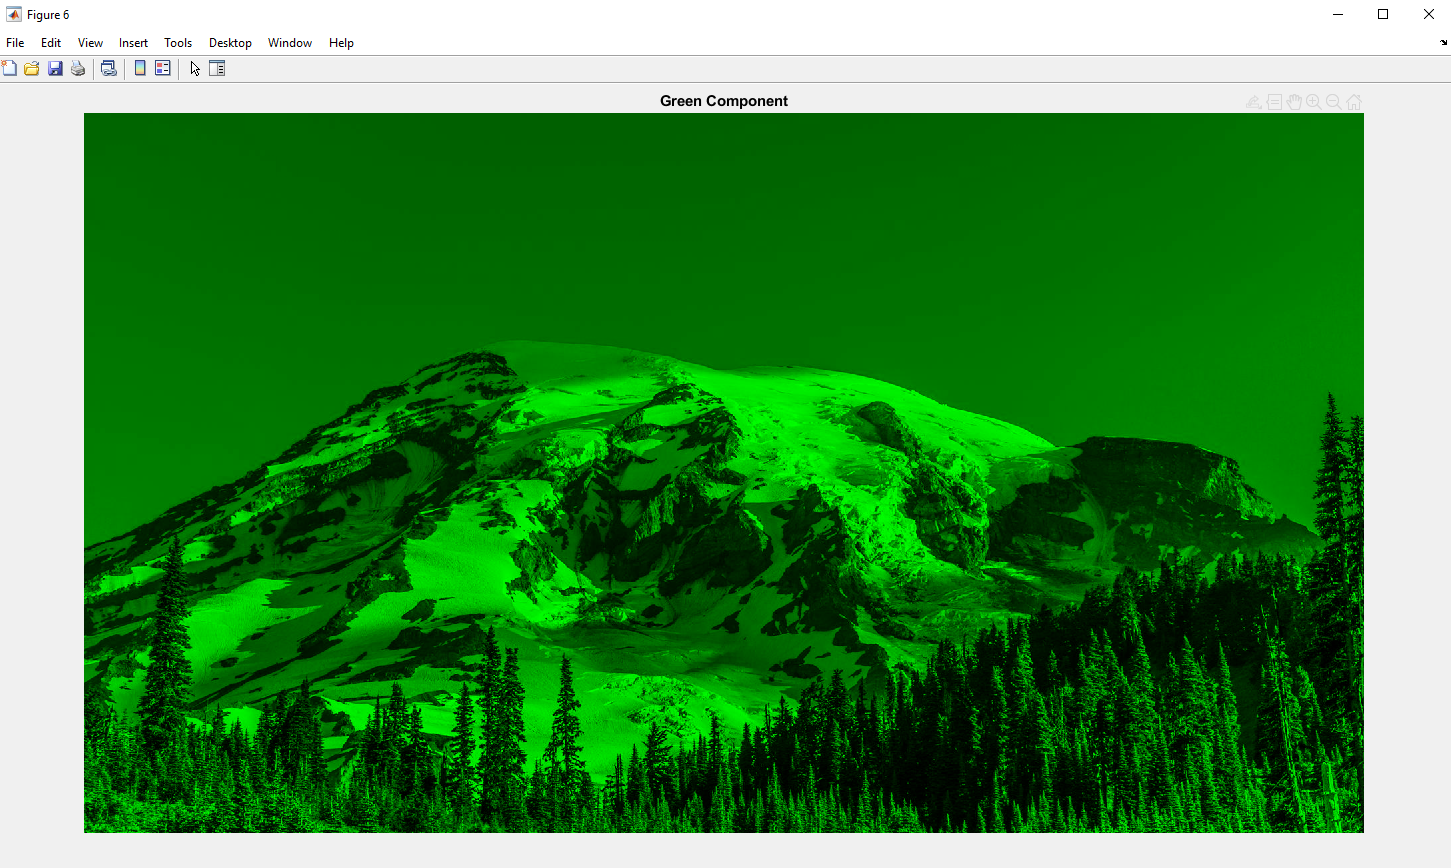 Figure 6
File Edit View Insert Tools Desktop Window Help
Green Component